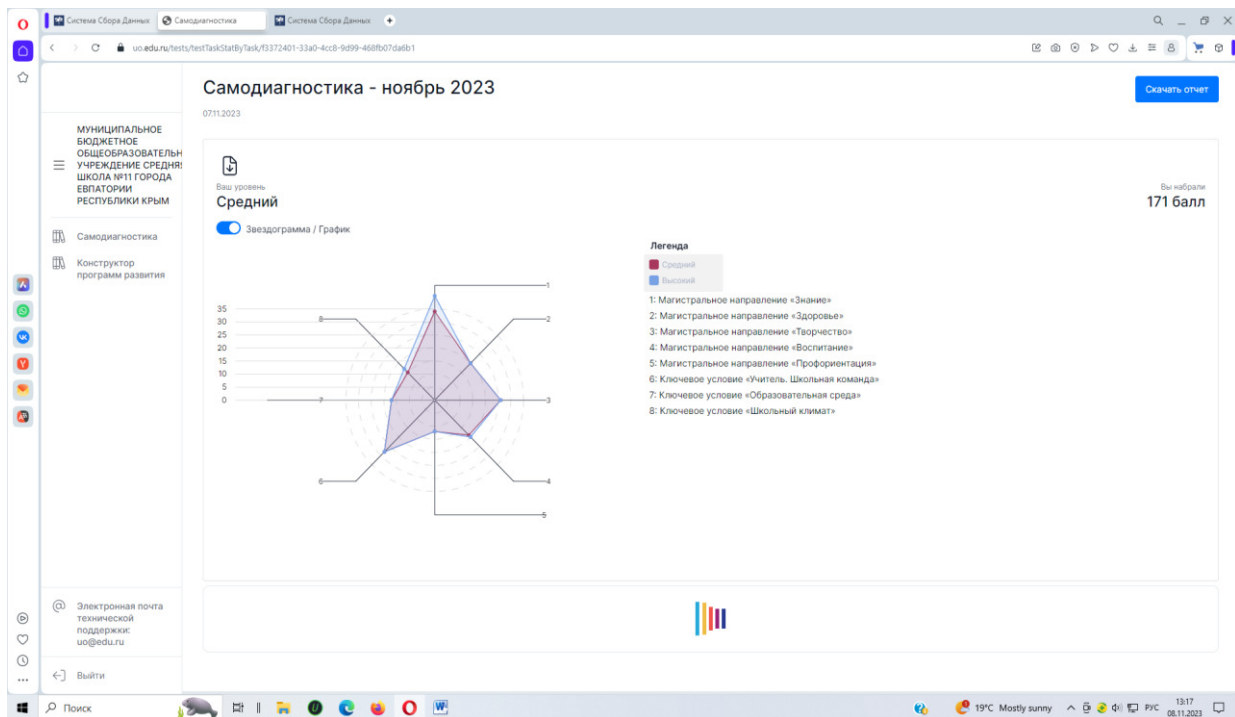 Система Сбора Данных
Самодиагностика
Система Сбора Данных
uo.edu.ru/tests/testTaskStatByTask/f3372401-33a0-4cc8-9d99-468fb07da6b1
МУНИЦИПАЛЬНОЕ
БЮДЖЕТНОЕ
ОБЩЕОБРАЗОВАТЕЛЬН
УЧРЕЖДЕНИЕ СРЕДНЯЯ
ШКОЛА №11 ГОРОДА
ЕВПАТОРИИ
РЕСПУБЛИКИ КРЫМ
Самодиагностика
Конструктор
программ развития
Электронная почта
технической
поддержки:
uo@edu.ru
Выйти
Самодиагностика - ноябрь 2023
07.11.2023
Скачать отчет
Ваш уровень
Средний
Вы набрали
171 балл
Звездограмма / График
35
30
25
20
15
10
5
0
1
2
3
4
5
6
7
8
Легенда
Средний
Высокий
1: Магистральное направление «Знание»
2: Магистральное направление «Здоровье»
3: Магистральное направление «Творчество»
4: Магистральное направление «Воспитание»
5: Магистральное направление «Профориентация»
6: Ключевое условие «Учитель. Школьная команда»
7: Ключевое условие «Образовательная среда»
8: Ключевое условие «Школьный климат»
Поиск
19°C Mostly sunny
РУС
13:17
08.11.2023